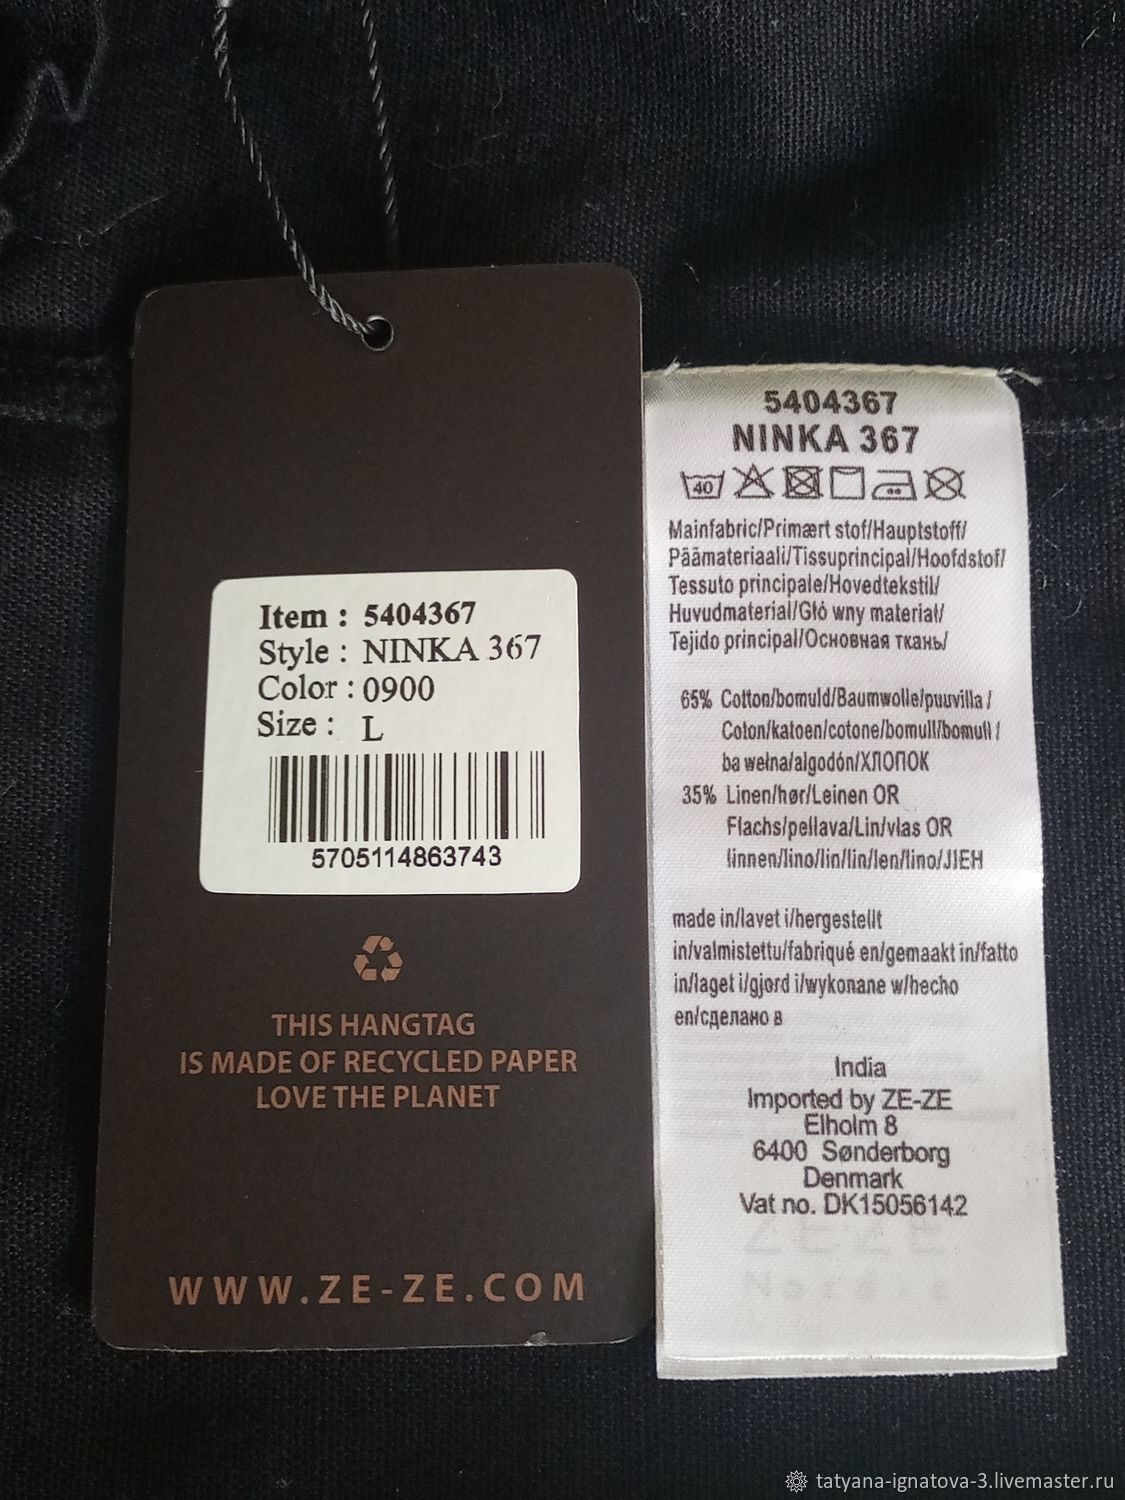 Item : 5404367
Style : NINKA 367
Color : 0900
Size : L
5705114863743
THIS HANGTAG
IS MADE OF RECYCLED PAPER
LOVE THE PLANET
WWW.ZE-ZE.COM
5404367
NINKA 367
40
Mainfabric/Primært stof/Hauptstoff/
Päämateriaali/Tissuprincipal/Hoofdstof/
Tessuto principale/Hovedtekstil/
Huvudmaterial/Głó wny materiał/
Tejido principal/Основная ткань/
65% Cotton/bomuld/Baumwolle/puuvilla /
Coton/katoen/cotone/bomull/bomull /
ba wełna/algodón/ХЛОПОК
35% Linen/hør/Leinen OR
Flachs/pellava/Lin/vlas OR
linnen/lino/lin/lin/len/lino/JIEH
made in/lavet i/hergestellt
in/valmistettu/fabriqué en/gemaakt in/fatto
in/laget i/gjord i/wykonane w/hecho
en/сделано в
India
Imported by ZE-ZE
Elholm 8
6400 Sønderborg
Denmark
Vat no. DK15056142
tatyana-ignatova-3.livemaster.ru